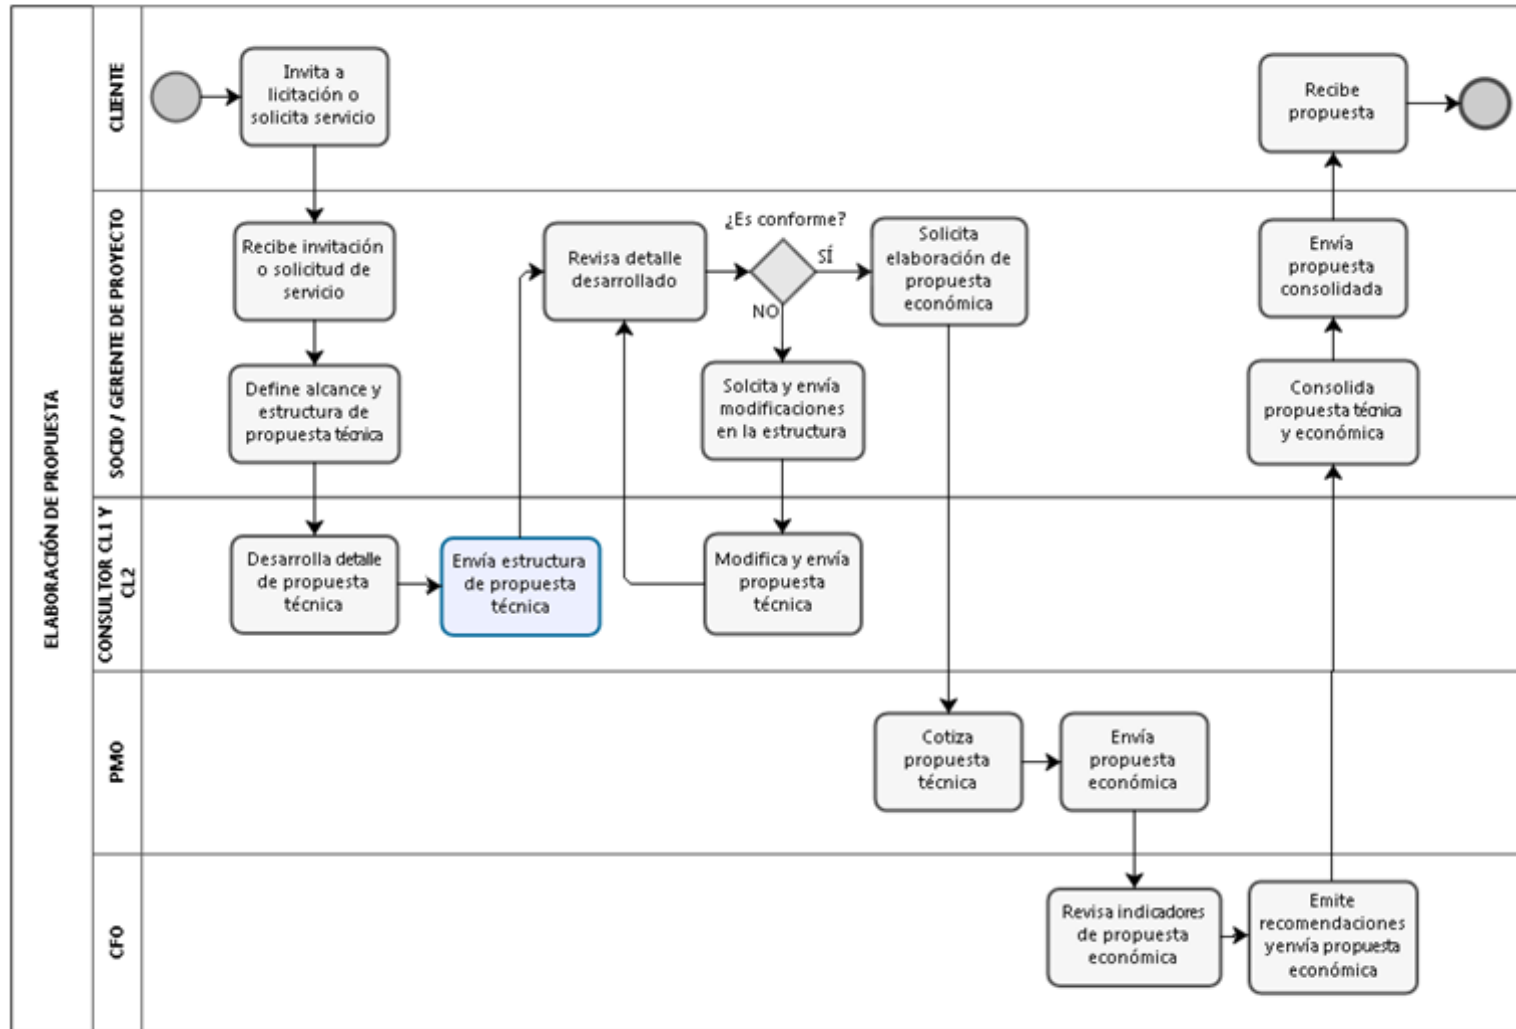 ELABORACIÓN DE PROPUESTA
CLIENTE
Invita a
licitación o
solicita servicio
Recibe
propuesta
SOCIO / GERENTE DE PROYECTO
Recibe invitación
o solicitud de
servicio
Define alcance y
estructura de
propuesta técnica
Revisa detalle
desarrollado
¿Es conforme?
SÍ
NO
Solcita y envía
modificaciones
en la estructura
Solicita
elaboración de
propuesta
económica
Envía
propuesta
consolidada
Consolida
propuesta técnica
y económica
CONSULTOR CL1 Y
CL2
Desarrolla detalle
de propuesta
técnica
Envía estructura
de propuesta
técnica
Modifica y envía
propuesta
técnica
PMO
Cotiza
propuesta
técnica
Envía
propuesta
económica
CFO
Revisa indicadores
de propuesta
económica
Emite
recomendaciones
y envía propuesta
económica